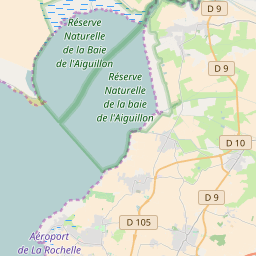 Réserve
Naturelle
de la Baie
de l'Aiguillon
Réserve
Naturelle
de la baie
de l'Aiguillon
D 9
D 9
D 10
D 9
D 105
Aéroport
de La Rochelle